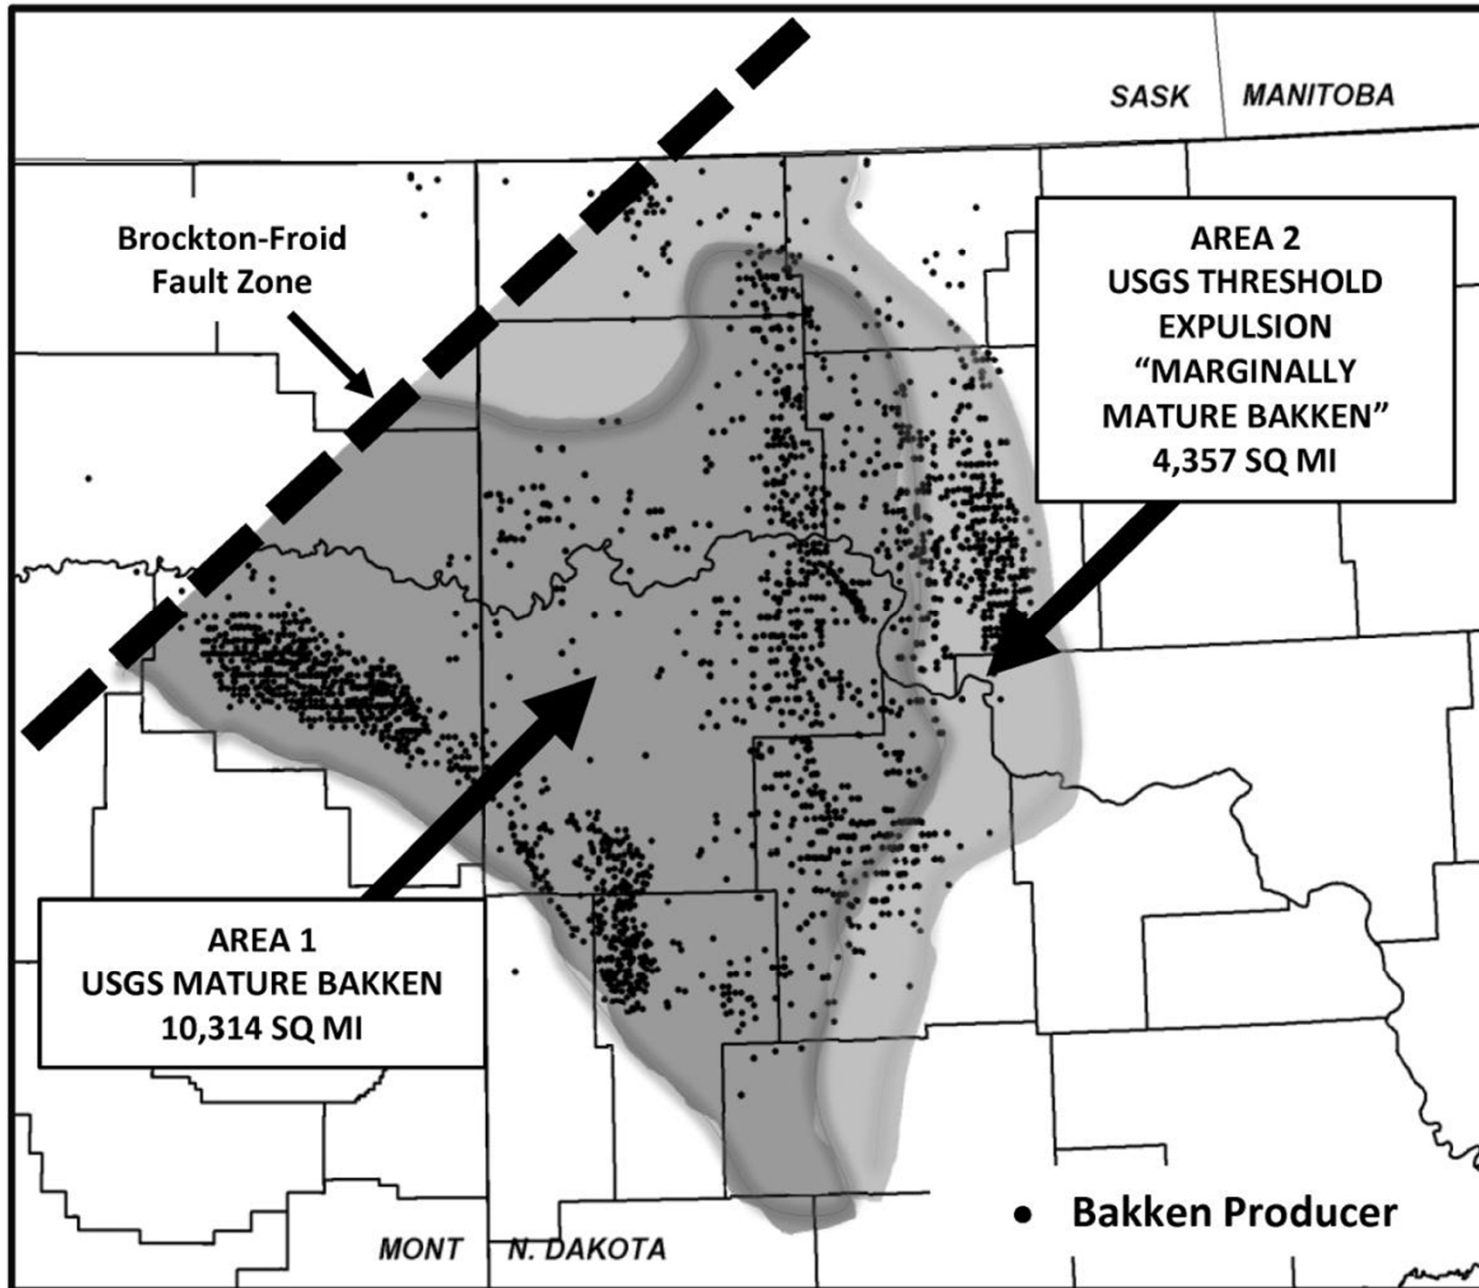 SASK
MANITOBA
Brockton-Froid
Fault Zone
AREA 2
USGS THRESHOLD
EXPULSION
“MARGINALLY
MATURE BAKKEN”
4,357 SQ MI
AREA 1
USGS MATURE BAKKEN
10,314 SQ MI
Bakken Producer
MONT
N. DAKOTA